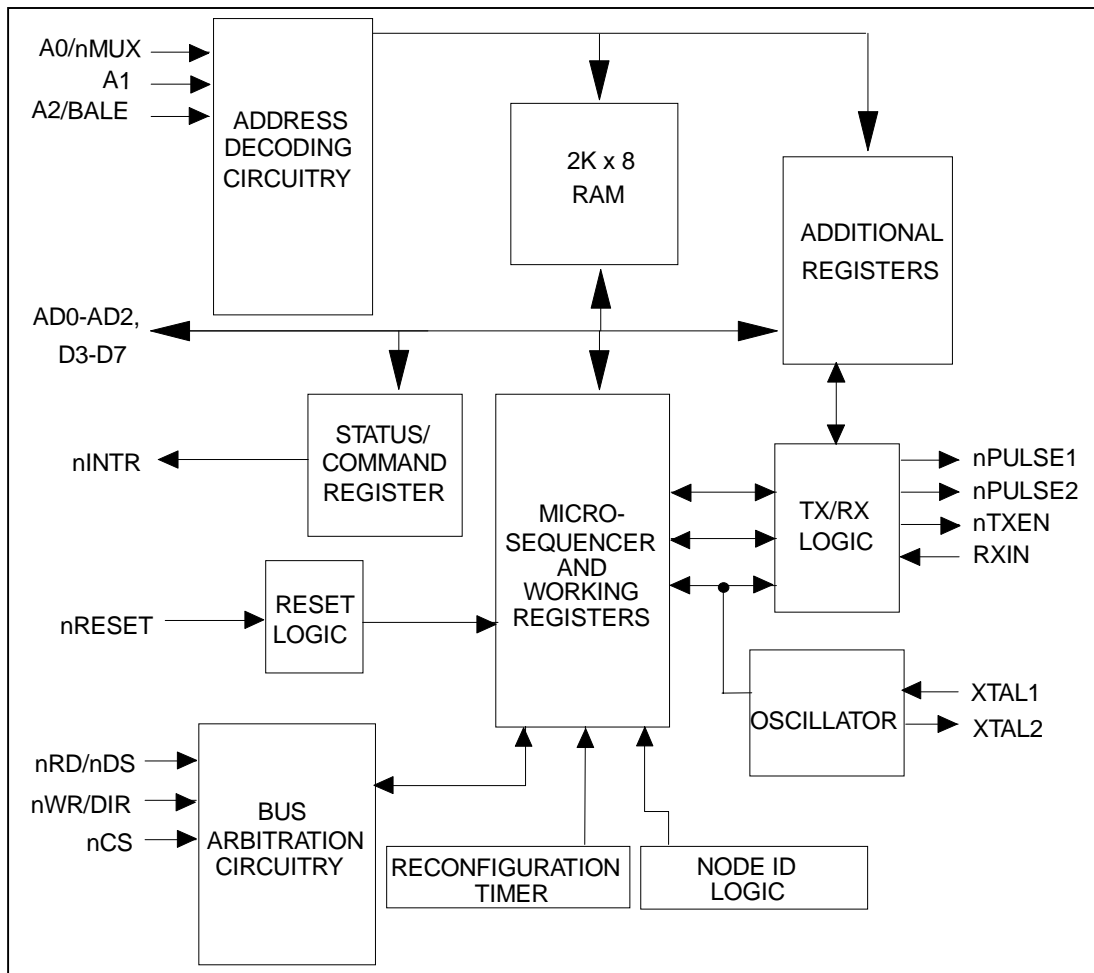 A0/nMUX
A1
A2/BALE
ADDRESS
DECODING
CIRCUITRY
2K x 8
RAM
ADDITIONAL
REGISTERS
AD0-AD2,
D3-D7
STATUS/
COMMAND
REGISTER
nINTR
MICRO-
SEQUENCER
AND
WORKING
REGISTERS
TX/RX
LOGIC
nPULSE1
nPULSE2
nTXEN
RXIN
nRESET
RESET
LOGIC
OSCILLATOR
XTAL1
XTAL2
nRD/nDS
nWR/DIR
nCS
BUS
ARBITRATION
CIRCUITRY
RECONFIGURATION
TIMER
NODE ID
LOGIC